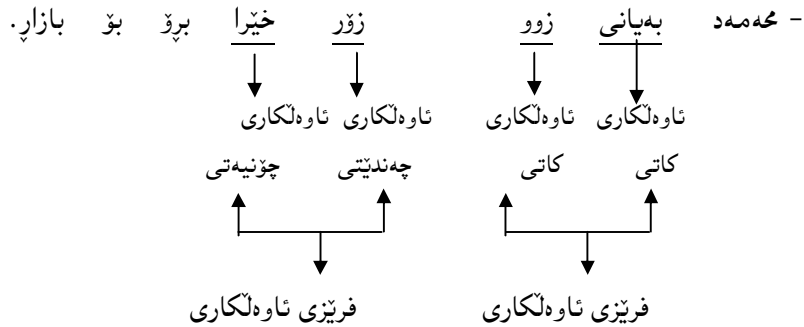 - محەمەد بەیانی زوو زۆر خێرا بڕۆ بۆ بازاڕ.
ئاوەڵکاری ئاوەڵکاری ئاوەڵکاری ئاوەڵکاری
کاتی کاتی چەندێتی چۆنیەتی
فرێزی ئاوەڵکاری فرێزی ئاوەڵکاری